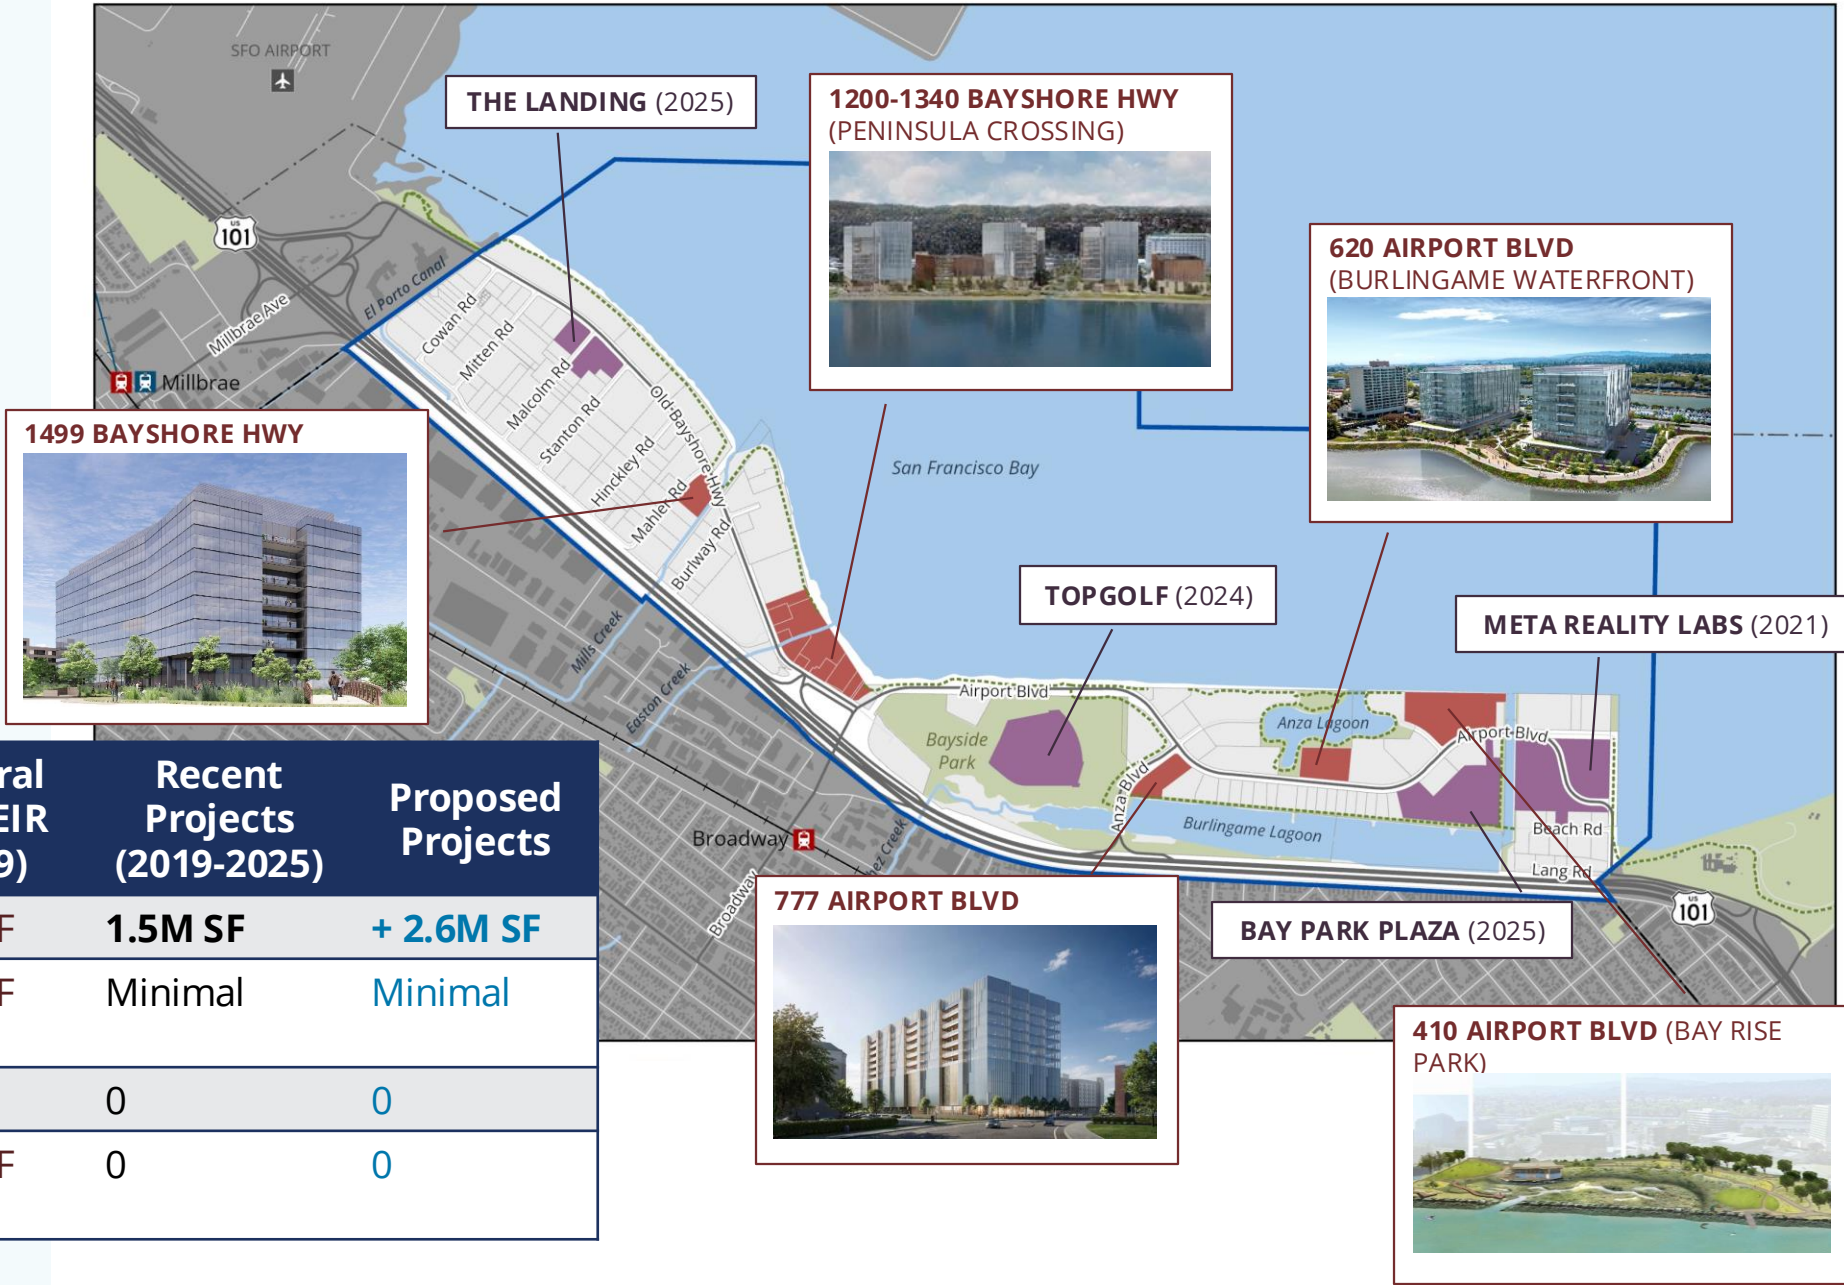 SFO AIRPORT
THE LANDING (2025)
1200-1340 BAYSHORE HWY
(PENINSULA CROSSING)
620 AIRPORT BLVD
(BURLINGAME WATERFRONT)
US
101
El Porto Canal
Millbrae Ave
Cowan Rd
Mitten Rd
Malcolm Rd
Stanton Rd
Hinckley Rd
Mahler Rd
Burlway Rd
Old Bayshore Hwy
Millbrae
1499 BAYSHORE HWY
San Francisco Bay
TOPGOLF (2024)
META REALITY LABS (2021)
Mills Creek
Easton Creek
Airport Blvd
Bayside
Park
Anza Lagoon
Airport Blvd
Anza Blvd
Burlingame Lagoon
Beach Rd
Lang Rd
Broadway
Broadway
hez Creek
US
101
777 AIRPORT BLVD
BAY PARK PLAZA (2025)
410 AIRPORT BLVD (BAY RISE
PARK)
ral
EIR
9)
Recent
Projects
(2019-2025)
Proposed
Projects
F
1.5M SF
+ 2.6M SF
F
Minimal
Minimal
0
0
F
0
0